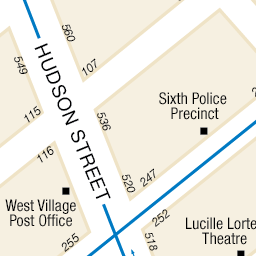 560
549
HUDSON STREET
107
115
536
Sixth Police
Precinct
116
520
247
West Village
Post Office
252
Lucille Lorte
Theatre
255
518